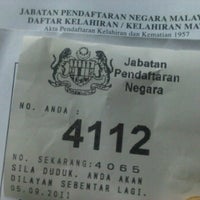 JABATAN PENDAFTARAN NEGARA MALAY
DAFTAR KELAHIRAN / KELAHIRAN MA
Akta Pendaftaran Kelahiran dan Kematian 1957
Jabatan
Pendaftaran
Negara
NO. ANDA :
4112
NO. SEKARANG:4065
SILA DUDUK. ANDA AKAN
DILAYAN SEBENTAR LAGI.
05.09.2011